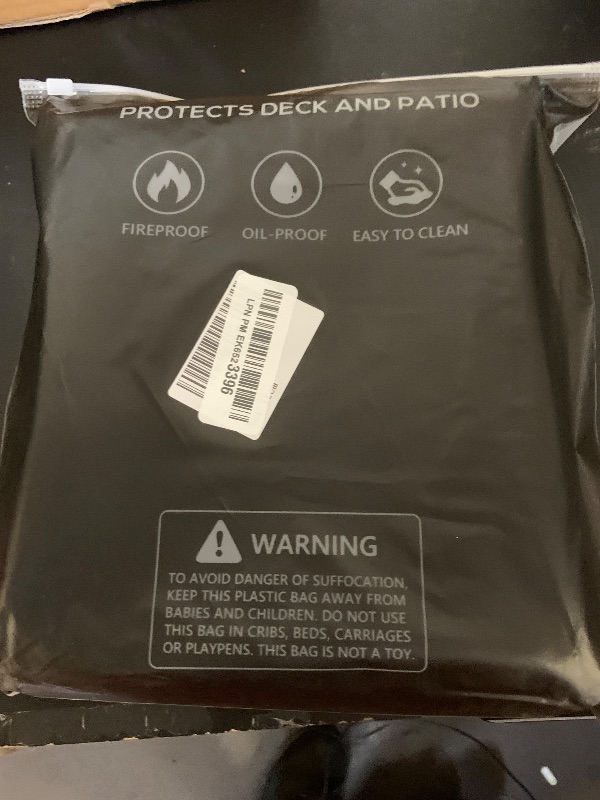 PROTECTS DECK AND PATIO
FIREPROOF
OIL-PROOF
EASY TO CLEAN
LPN PM EK6523396
WARNING
TO AVOID DANGER OF SUFFOCATION,
KEEP THIS PLASTIC BAG AWAY FROM
BABIES AND CHILDREN. DO NOT USE
THIS BAG IN CRIBS, BEDS, CARRIAGES
OR PLAYPENS. THIS BAG IS NOT A TOY.